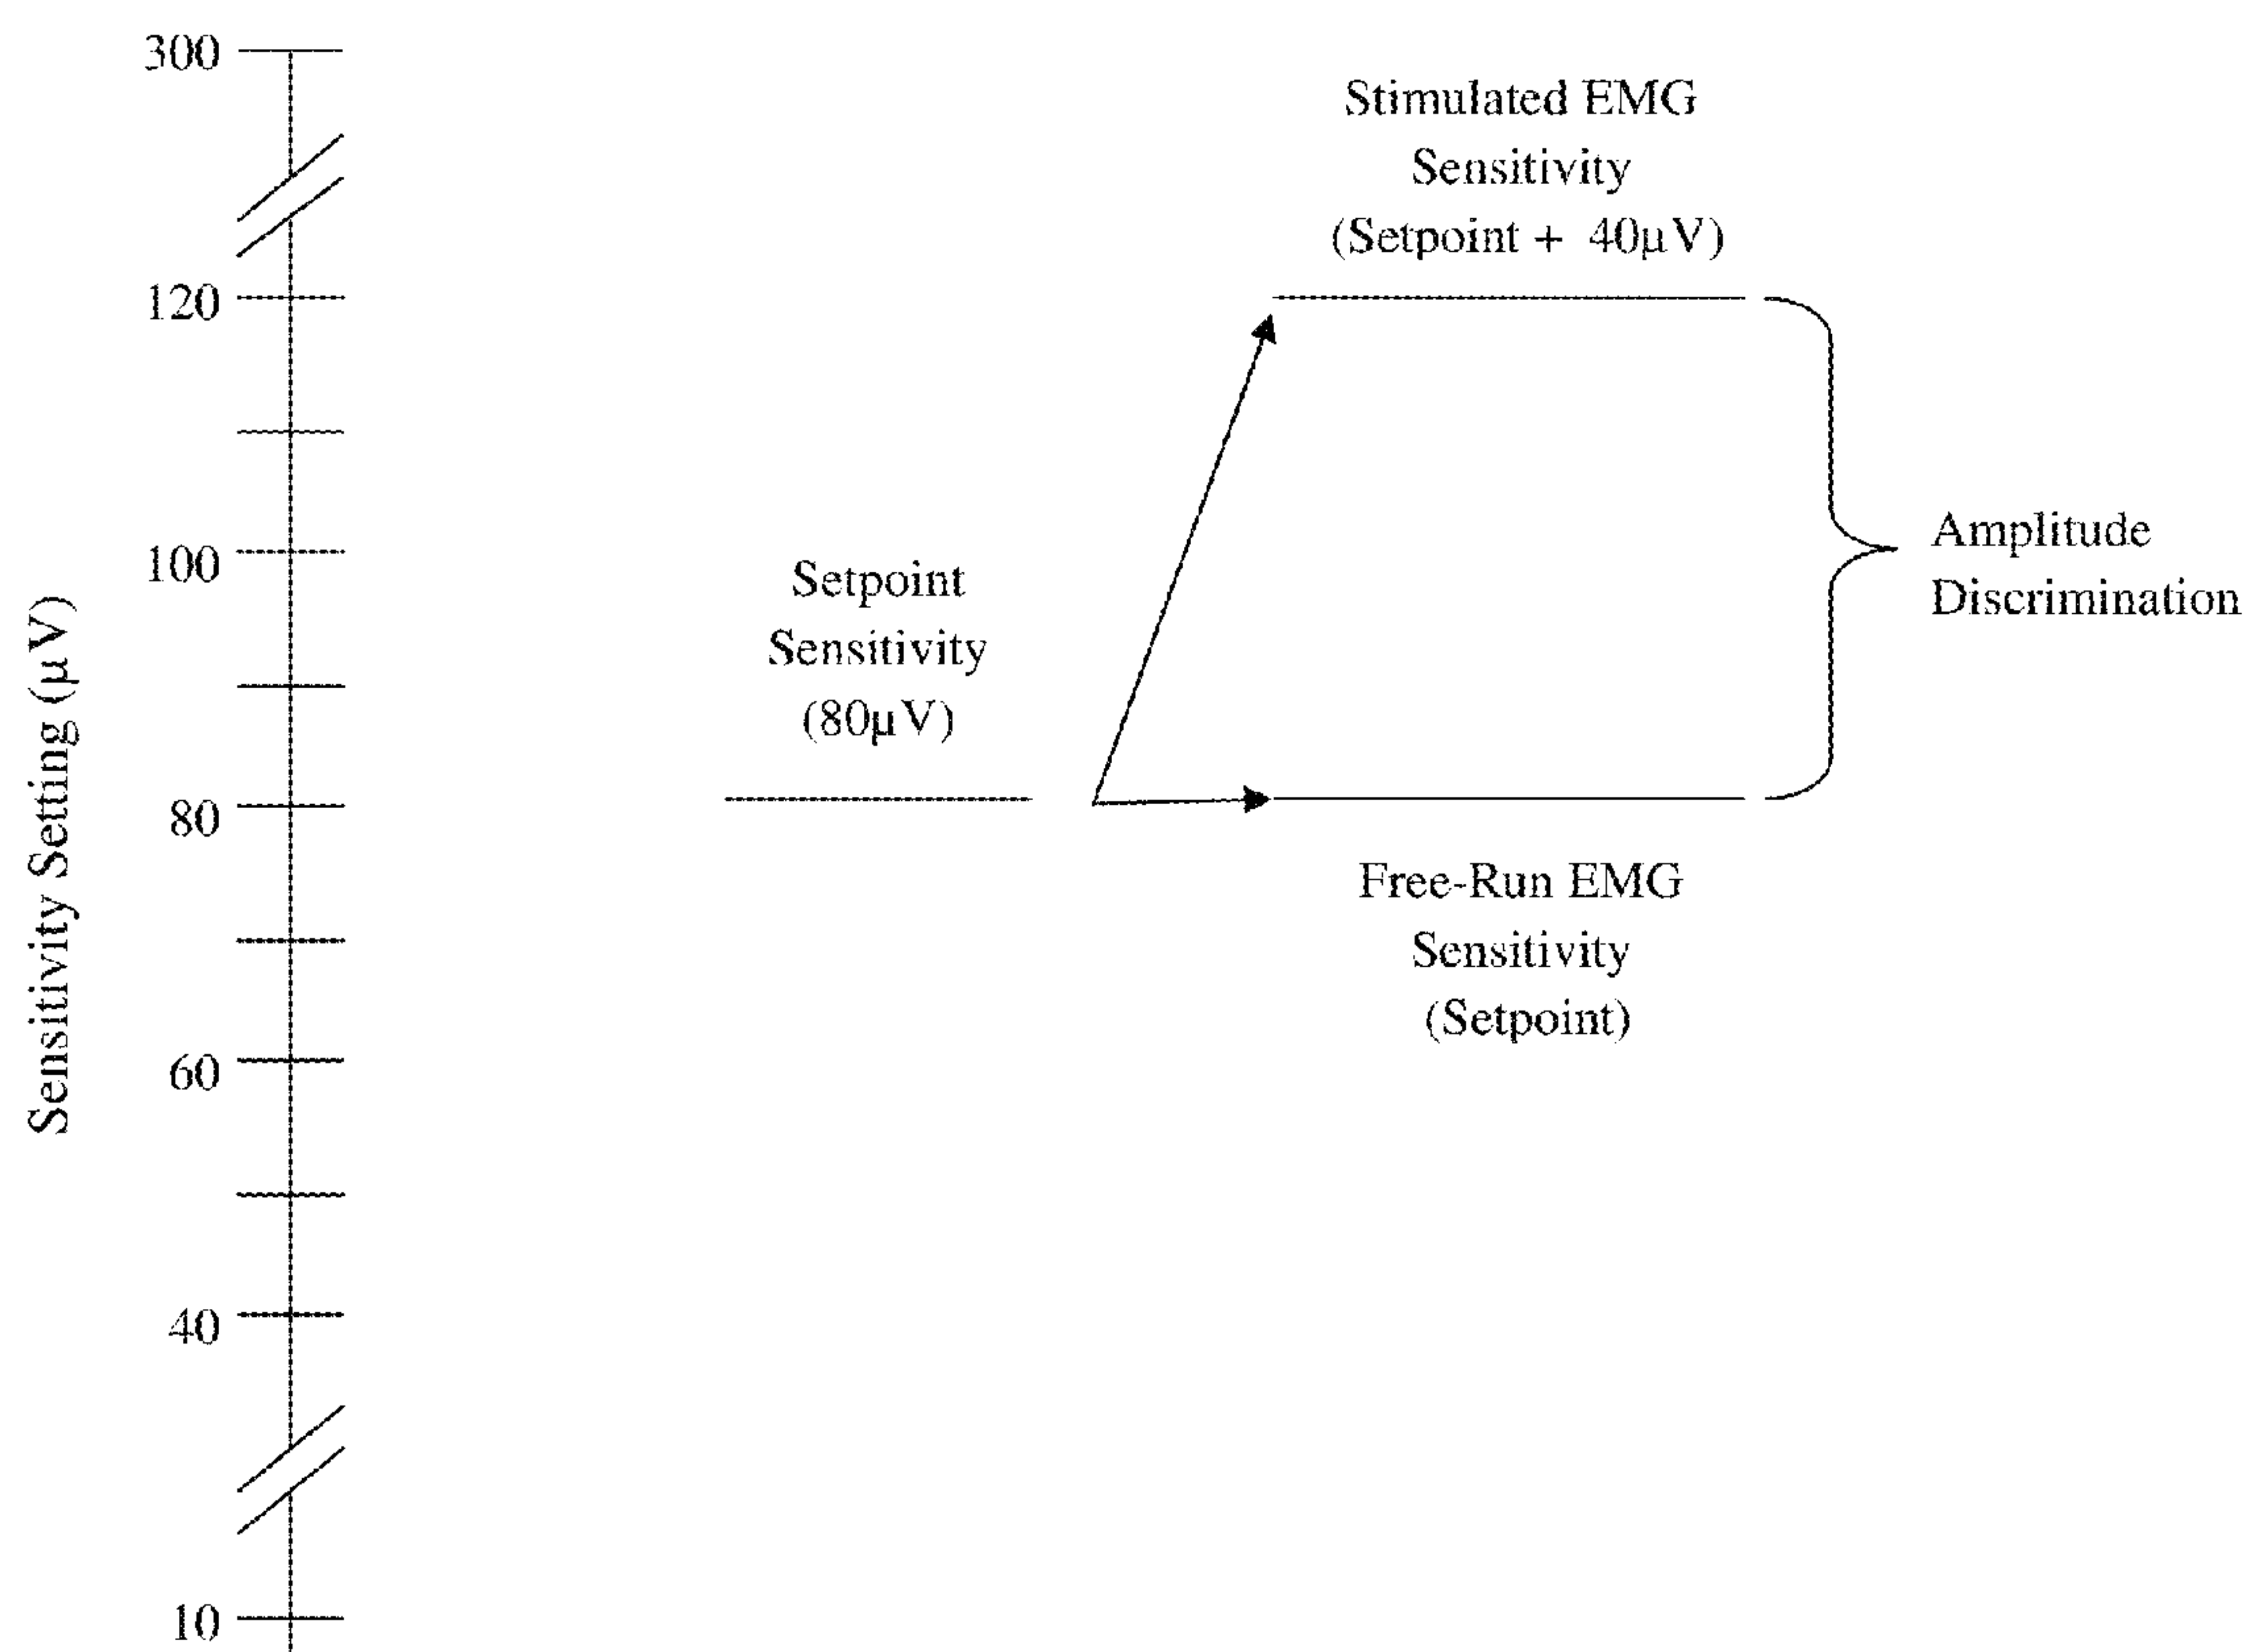 300
120
100
80
60
40
10
Sensitivity Setting (µV)
Setpoint
Sensitivity
(80µV)
Stimulated EMG
Sensitivity
(Setpoint + 40µV)
Free-Run EMG
Sensitivity
(Setpoint)
Amplitude
Discrimination